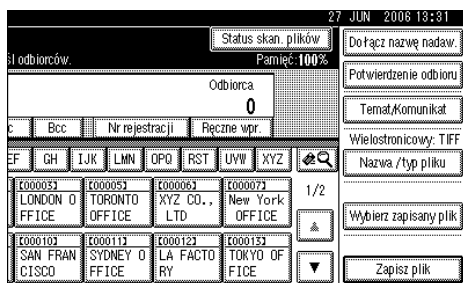 27 JUN 2006 13:31
Status skan. plików
Dołącz nazwę nadaw.
śl odbiorców.
Pamięć:100%
Potwierdzenie odbioru
Odbiorca
0
Temat/Komunikat
c Bcc Nr rejestracji Ręczne wpr.
Wielostronicowy: TIFF
EF GH IJK LMN OPQ RST UVW XYZ
Nazwa /typ pliku
[00003] [00005] [00006] [00007]
LONDON O TORONTO XYZ CO., New York
FFICE OFFICE LTD OFFICE
1/2
Wybierz zapisany plik
[00010] [00011] [00012] [00013]
SAN FRAN SYDNEY O LA FACTO TOKYO OF
CISCO FFICE RY FICE
Zapisz plik